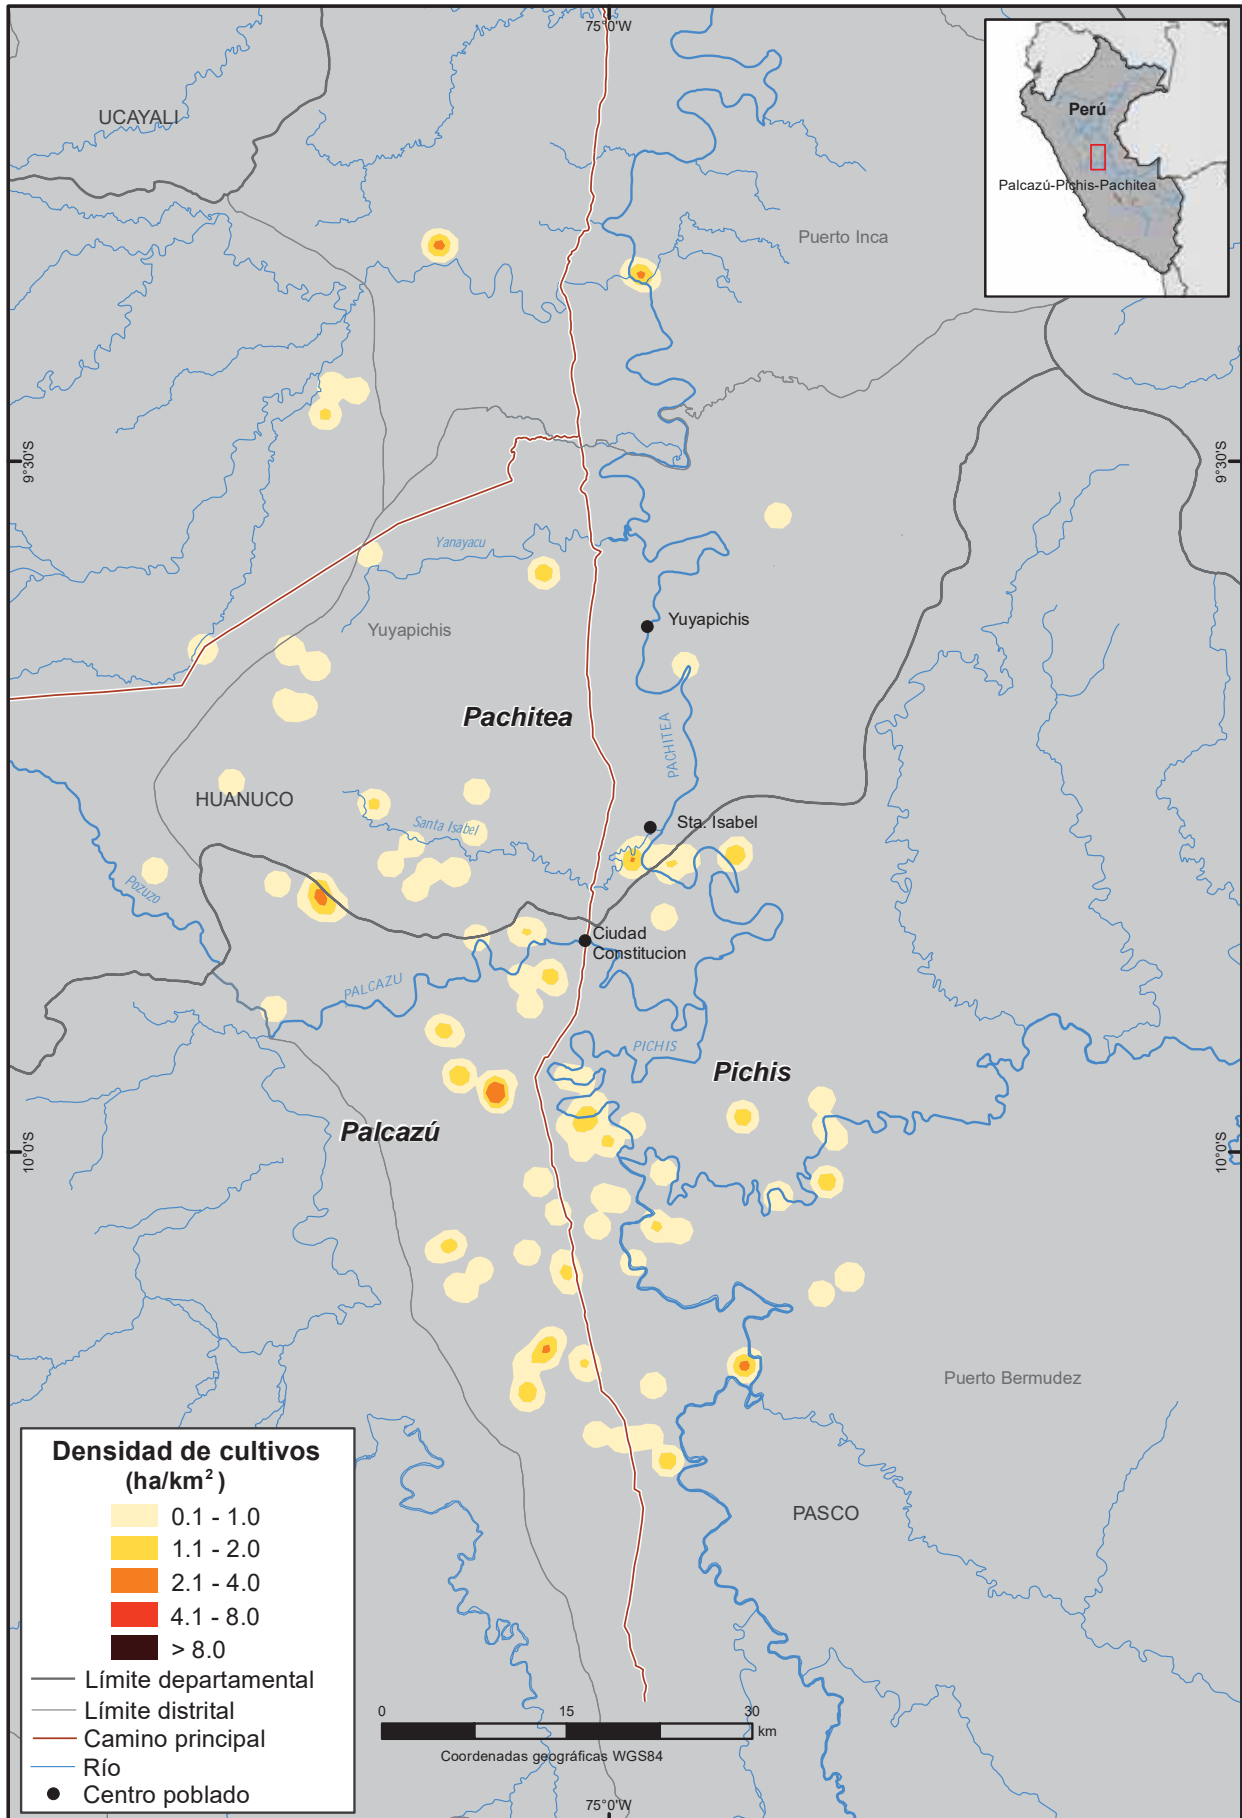 75°0'W
UCAYALI
Perú
Palcazú-Pichis-Pachitea
Puerto Inca
9°30'S
9°30'S
Yanayacu
Yuyapichis
Yuyapichis
Pachitea
PACHITEA
HUANUCO
Santa Isabel
Sta. Isabel
Pozuzo
Ciudad
Constitucion
PALCAZU
PICHIS
Pichis
Palcazú
10°0'S
10°0'S
Puerto Bermudez
PASCO
Densidad de cultivos
(ha/km²)
0.1 - 1.0
1.1 - 2.0
2.1 - 4.0
4.1 - 8.0
> 8.0
Límite departamental
Límite distrital
Camino principal
Río
Centro poblado
0 15 30
km
Coordenadas geográficas WGS84
75°0'W